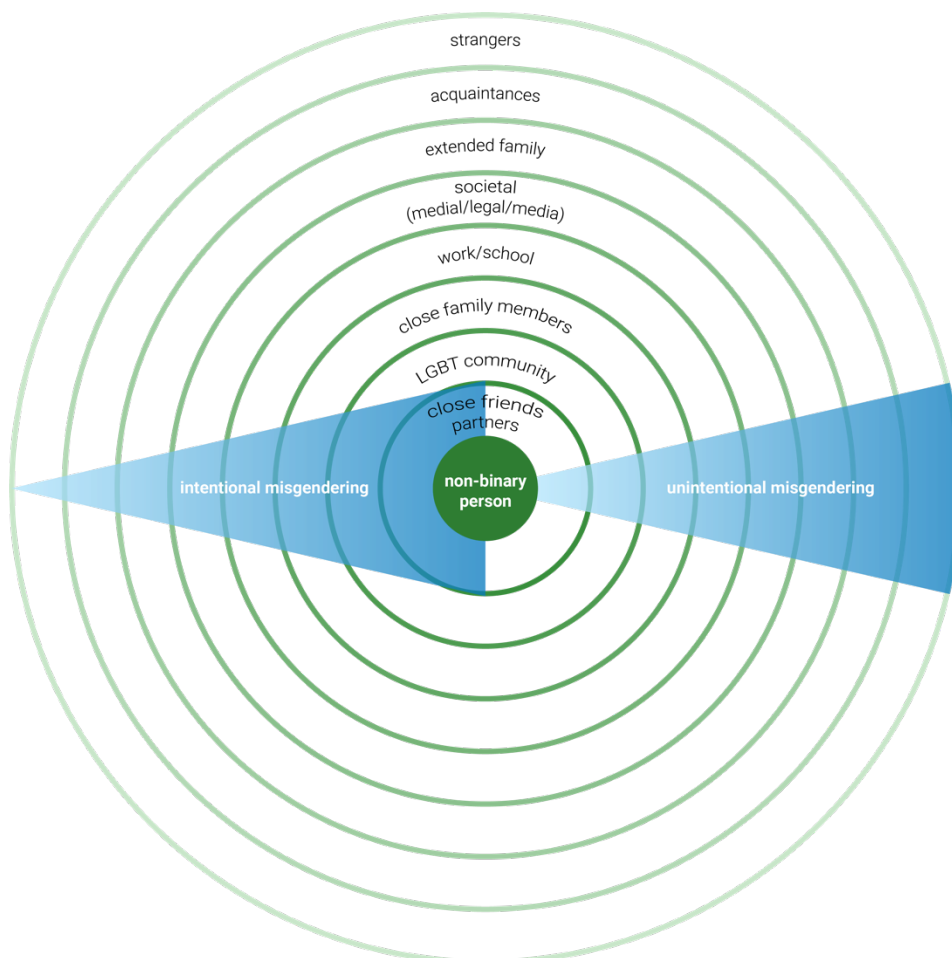 strangers
acquaintances
extended family
societal
(medial/legal/media)
work/school
close family members
LGBT community
close friends
partners
intentional misgendering
non-binary
person
unintentional misgendering